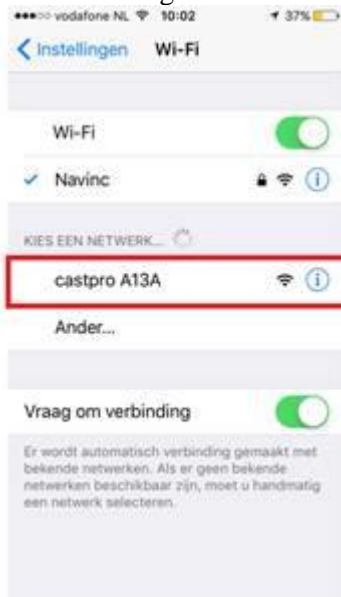 vodafone NL 10:02 37%
Instellingen Wi-Fi
Wi-Fi
Navinc
KIES EEN NETWERK...
castpro A13A
Ander...
Vraag om verbinding
Er wordt automatisch verbinding gemaakt met
bekende netwerken. Als er geen bekende
netwerken beschikbaar zijn, moet u handmatig
een netwerk selecteren.